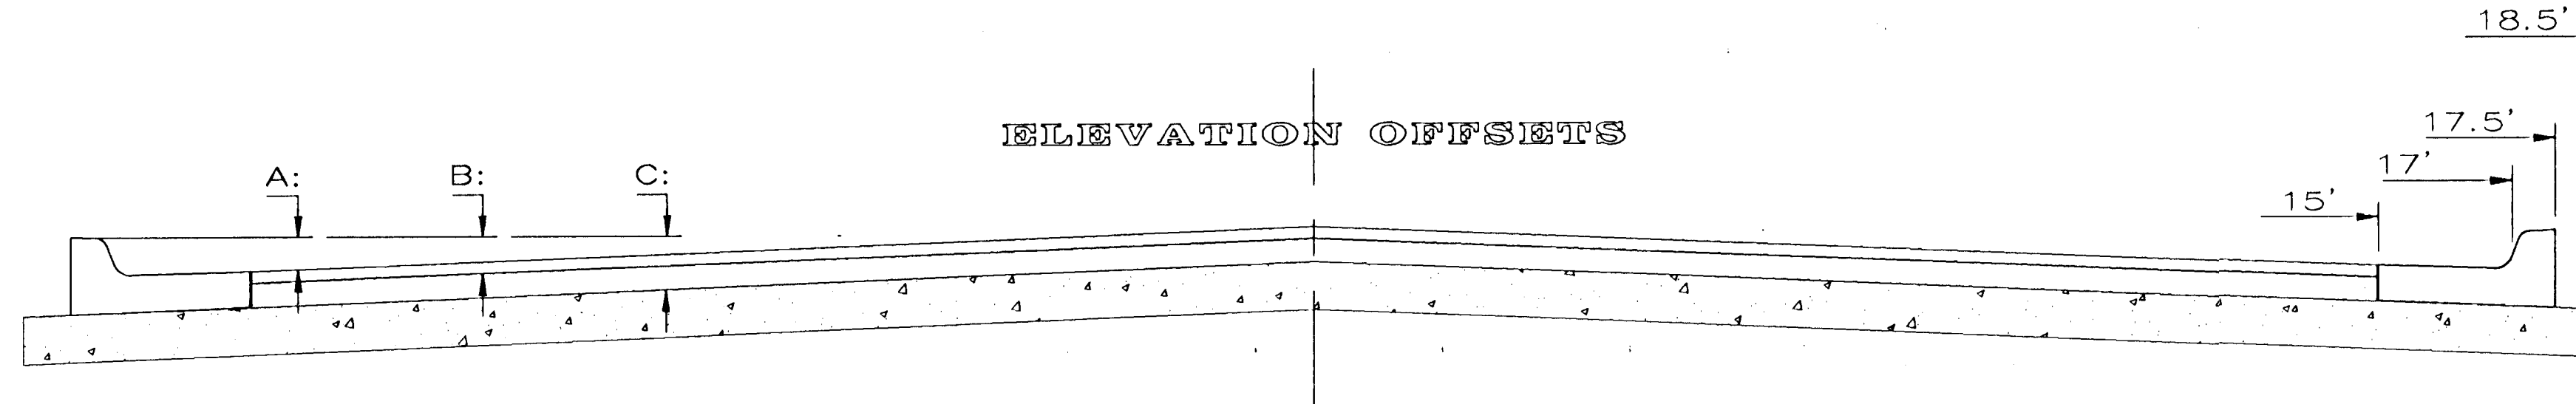 18.5'
ELEVATION OFFSETS
17.5'
A: B: C:
17'
15'